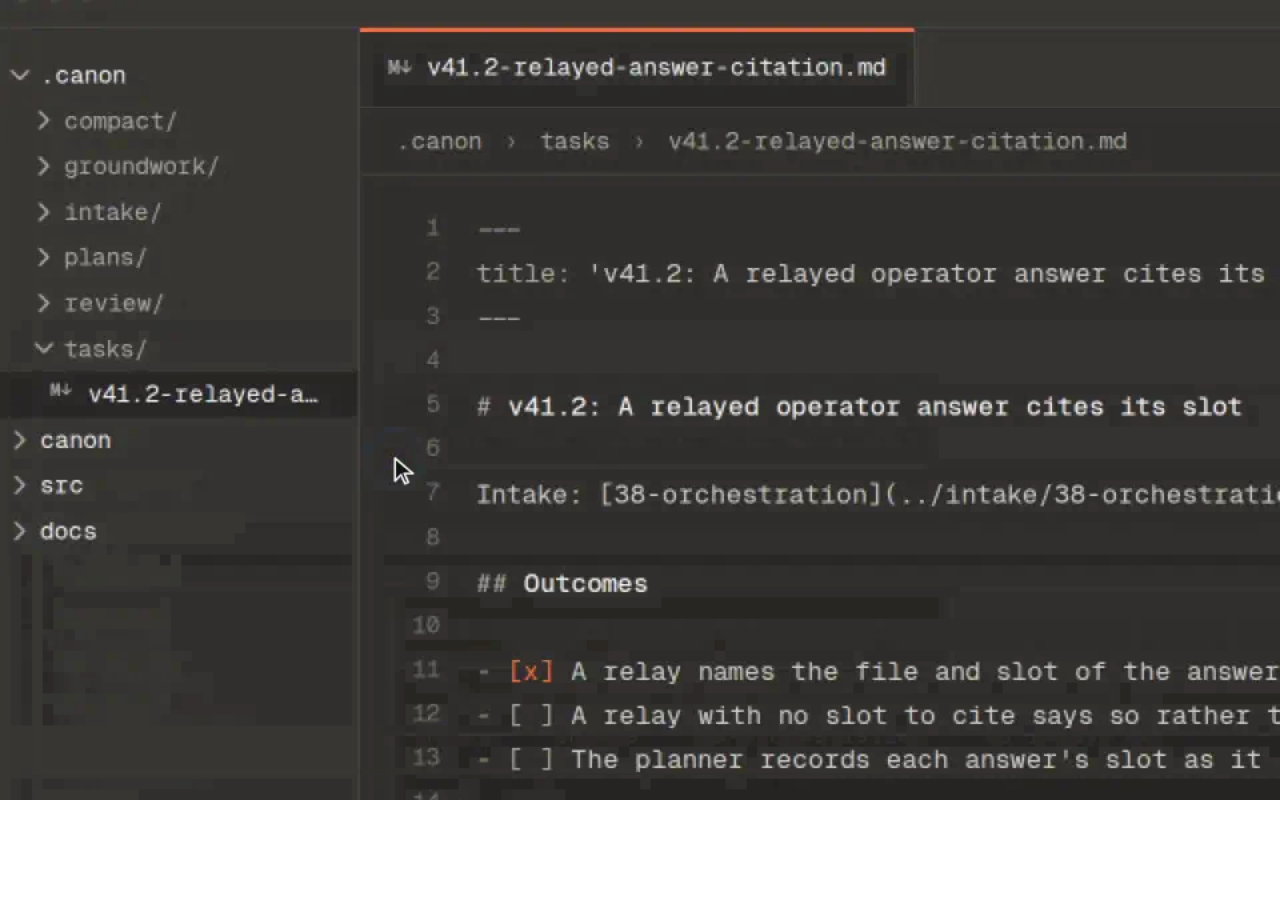 .canon
compact/
groundwork/
intake/
plans/
review/
tasks/
M↓ v41.2-relayed-a…
canon
src
docs
M↓ v41.2-relayed-answer-citation.md
.canon › tasks › v41.2-relayed-answer-citation.md
1 ---
2 title: 'v41.2: A relayed operator answer cites its
3 ---
4
5 # v41.2: A relayed operator answer cites its slot
6
7 Intake: [38-orchestration](../intake/38-orchestratio
8
9 ## Outcomes
10
11 - [x] A relay names the file and slot of the answer
12 - [ ] A relay with no slot to cite says so rather t
13 - [ ] The planner records each answer's slot as it
14